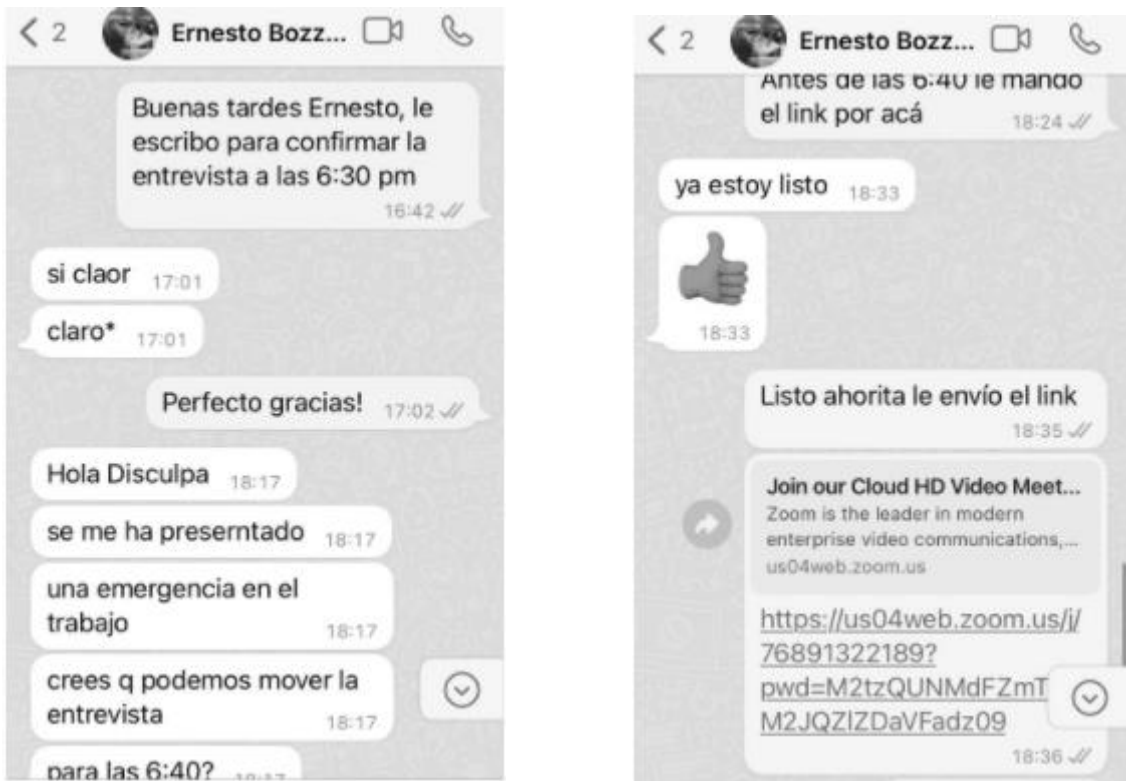 2
Ernesto Bozz...
Buenas tardes Ernesto, le
escribo para confirmar la
entrevista a las 6:30 pm
16:42
si claor 17:01
claro* 17:01
Perfecto gracias! 17:02
Hola Disculpa 18:17
se me ha preserntado 18:17
una emergencia en el
trabajo 18:17
crees q podemos mover la
entrevista 18:17
para las 6:40? 18:17
2
Ernesto Bozz...
Antes de las 6:40 le mando
el link por acá 18:24
ya estoy listo 18:33
18:33
Listo ahorita le envío el link
18:35
Join our Cloud HD Video Meet...
Zoom is the leader in modern
enterprise video communications,...
us04web.zoom.us
https://us04web.zoom.us/j/
76891322189?
pwd=M2tzQUNMdFZmT
M2JQZlZDaVFadz09
18:36